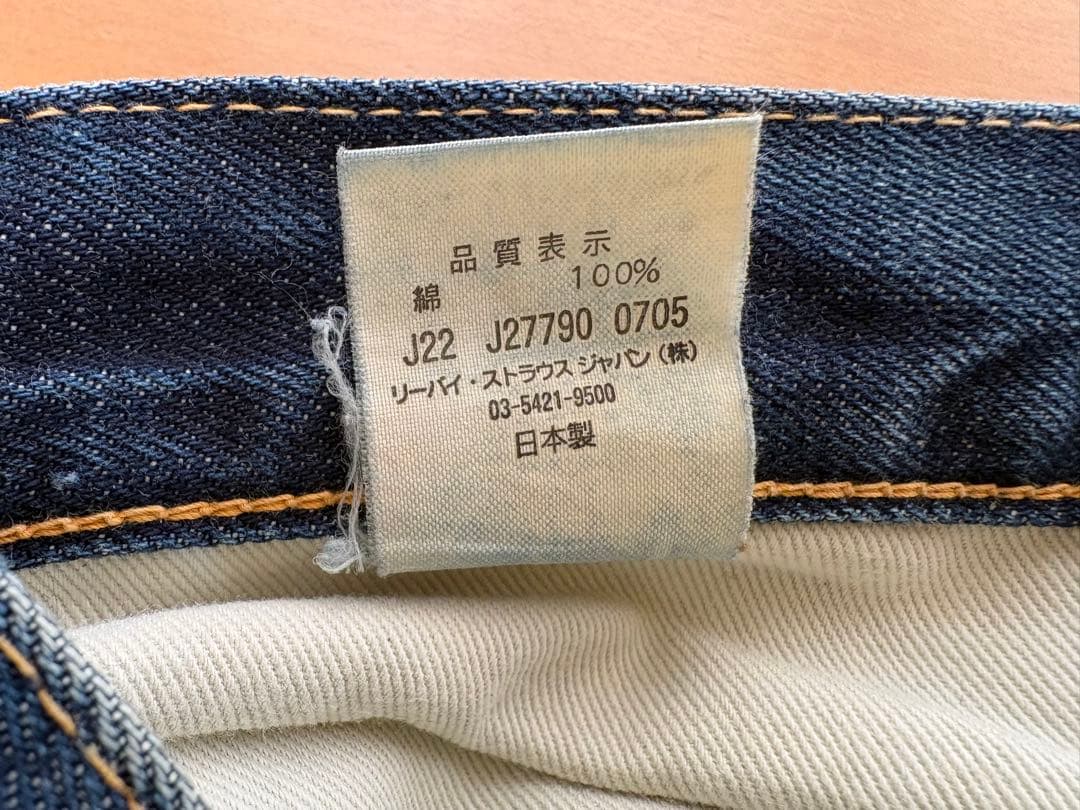 品質表示
綿 100%
J22 J27790 0705
リーバイ・ストラウス ジャパン(株)
03-5421-9500
日本製